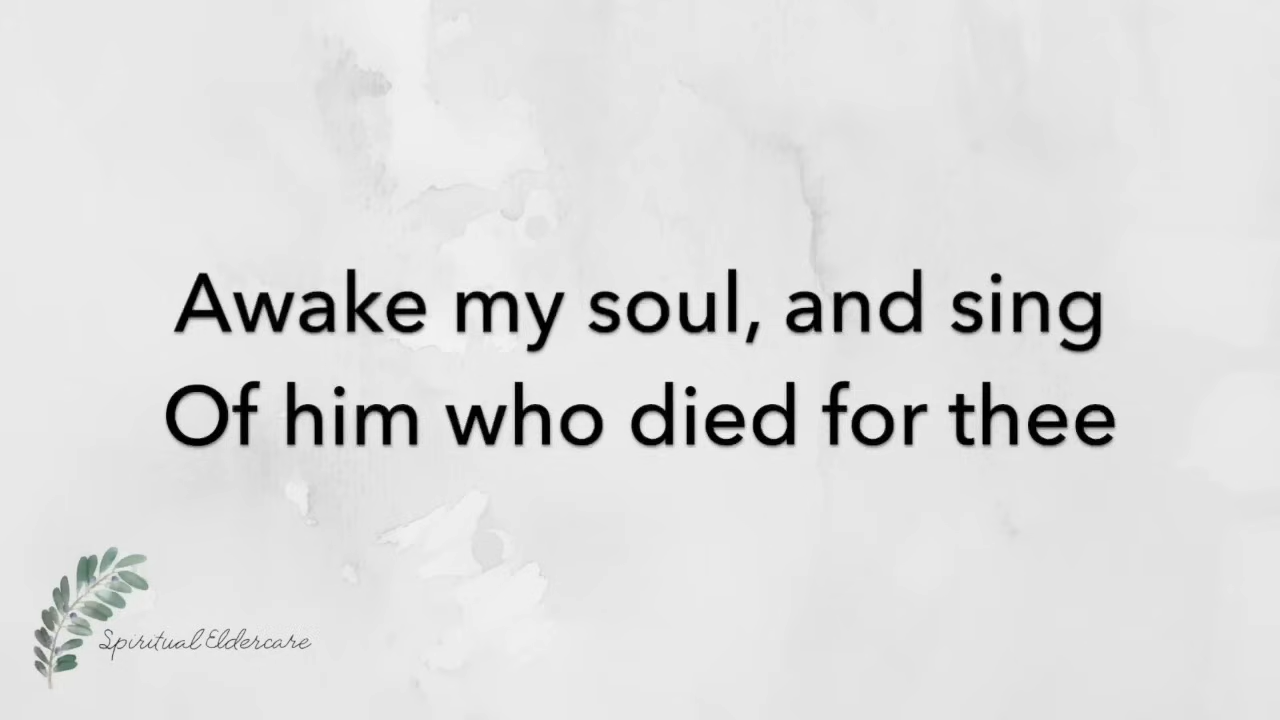 Awake my soul, and sing
Of him who died for thee
Spiritual Eldercare